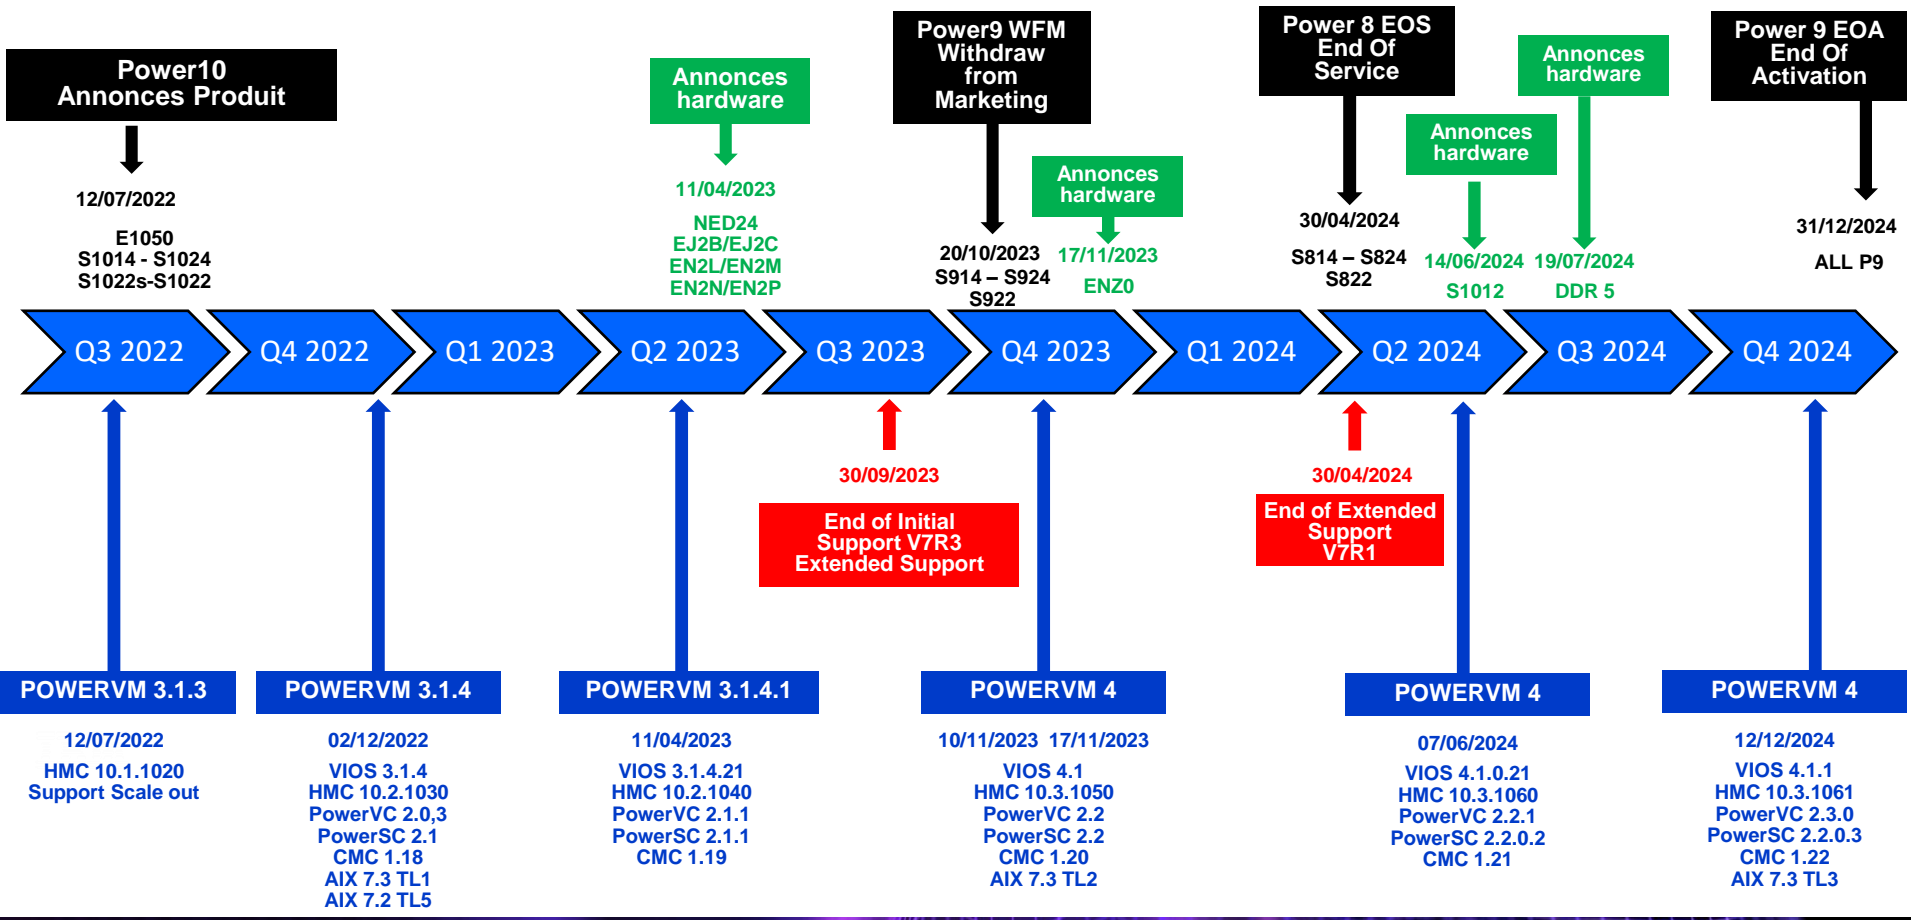 Power10
Annonces Produit
12/07/2022
E1050
S1014 - S1024
S1022s-S1022
Annonces
hardware
11/04/2023
NED24
EJ2B/EJ2C
EN2L/EN2M
EN2N/EN2P
Power9 WFM
Withdraw
from
Marketing
20/10/2023
S914 – S924
S922
Annonces
hardware
17/11/2023
ENZ0
Power 8 EOS
End Of
Service
30/04/2024
S814 – S824
S822
Annonces
hardware
14/06/2024
S1012
Annonces
hardware
19/07/2024
DDR 5
Power 9 EOA
End Of
Activation
31/12/2024
ALL P9
Q3 2022
Q4 2022
Q1 2023
Q2 2023
Q3 2023
Q4 2023
Q1 2024
Q2 2024
Q3 2024
Q4 2024
30/09/2023
End of Initial
Support V7R3
Extended Support
30/04/2024
End of Extended
Support
V7R1
POWERVM 3.1.3
12/07/2022
HMC 10.1.1020
Support Scale out
POWERVM 3.1.4
02/12/2022
VIOS 3.1.4
HMC 10.2.1030
PowerVC 2.0,3
PowerSC 2.1
CMC 1.18
AIX 7.3 TL1
AIX 7.2 TL5
POWERVM 3.1.4.1
11/04/2023
VIOS 3.1.4.21
HMC 10.2.1040
PowerVC 2.1.1
PowerSC 2.1.1
CMC 1.19
POWERVM 4
10/11/2023 17/11/2023
VIOS 4.1
HMC 10.3.1050
PowerVC 2.2
PowerSC 2.2
CMC 1.20
AIX 7.3 TL2
POWERVM 4
07/06/2024
VIOS 4.1.0.21
HMC 10.3.1060
PowerVC 2.2.1
PowerSC 2.2.0.2
CMC 1.21
POWERVM 4
12/12/2024
VIOS 4.1.1
HMC 10.3.1061
PowerVC 2.3.0
PowerSC 2.2.0.3
CMC 1.22
AIX 7.3 TL3